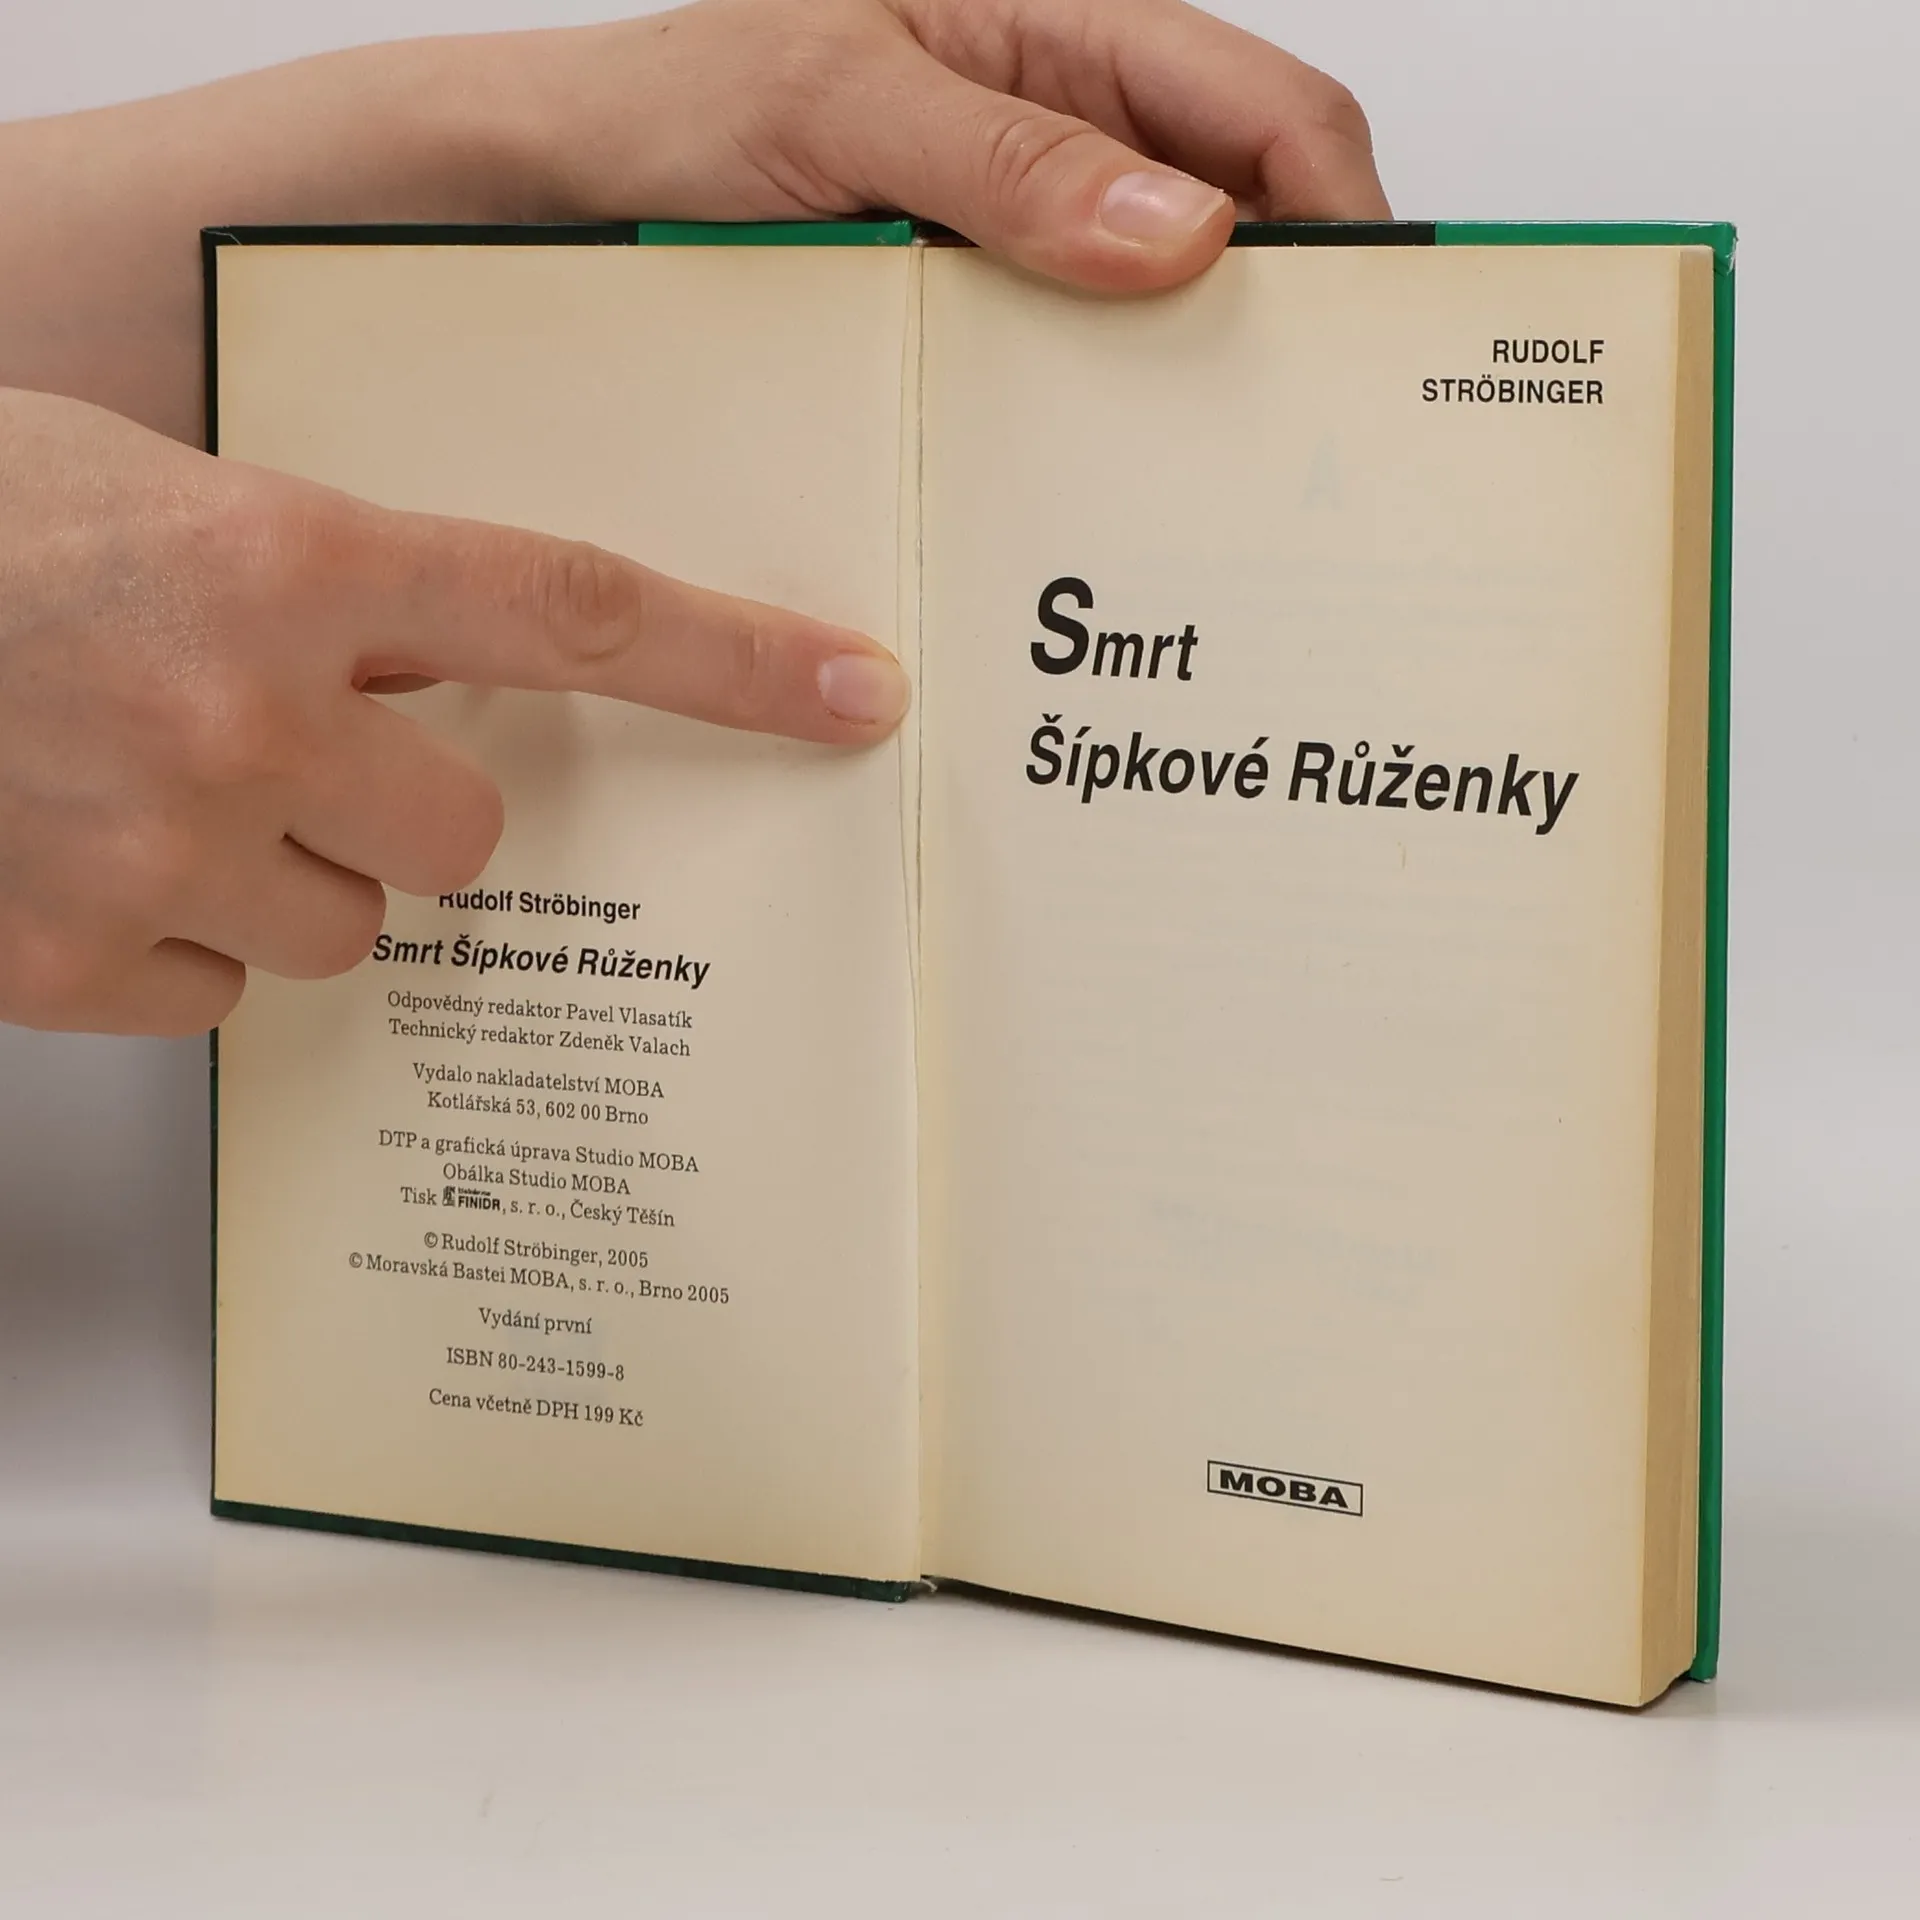 Rudolf Ströbinger
Smrt Šípkové Růženky
Odpovědný redaktor Pavel Vlasatík
Technický redaktor Zdeněk Valach
Vydalo nakladatelství MOBA
Kotlářská 53, 602 00 Brno
DTP a grafická úprava Studio MOBA
Obálka Studio MOBA
Tisk FINIDR, s. r. o., Český Těšín
© Rudolf Ströbinger, 2005
© Moravská Bastei MOBA, s. r. o., Brno 2005
Vydání první
ISBN 80-243-1599-8
Cena včetně DPH 199 Kč
RUDOLF
STRÖBINGER
Smrt
Šípkové Růženky
MOBA